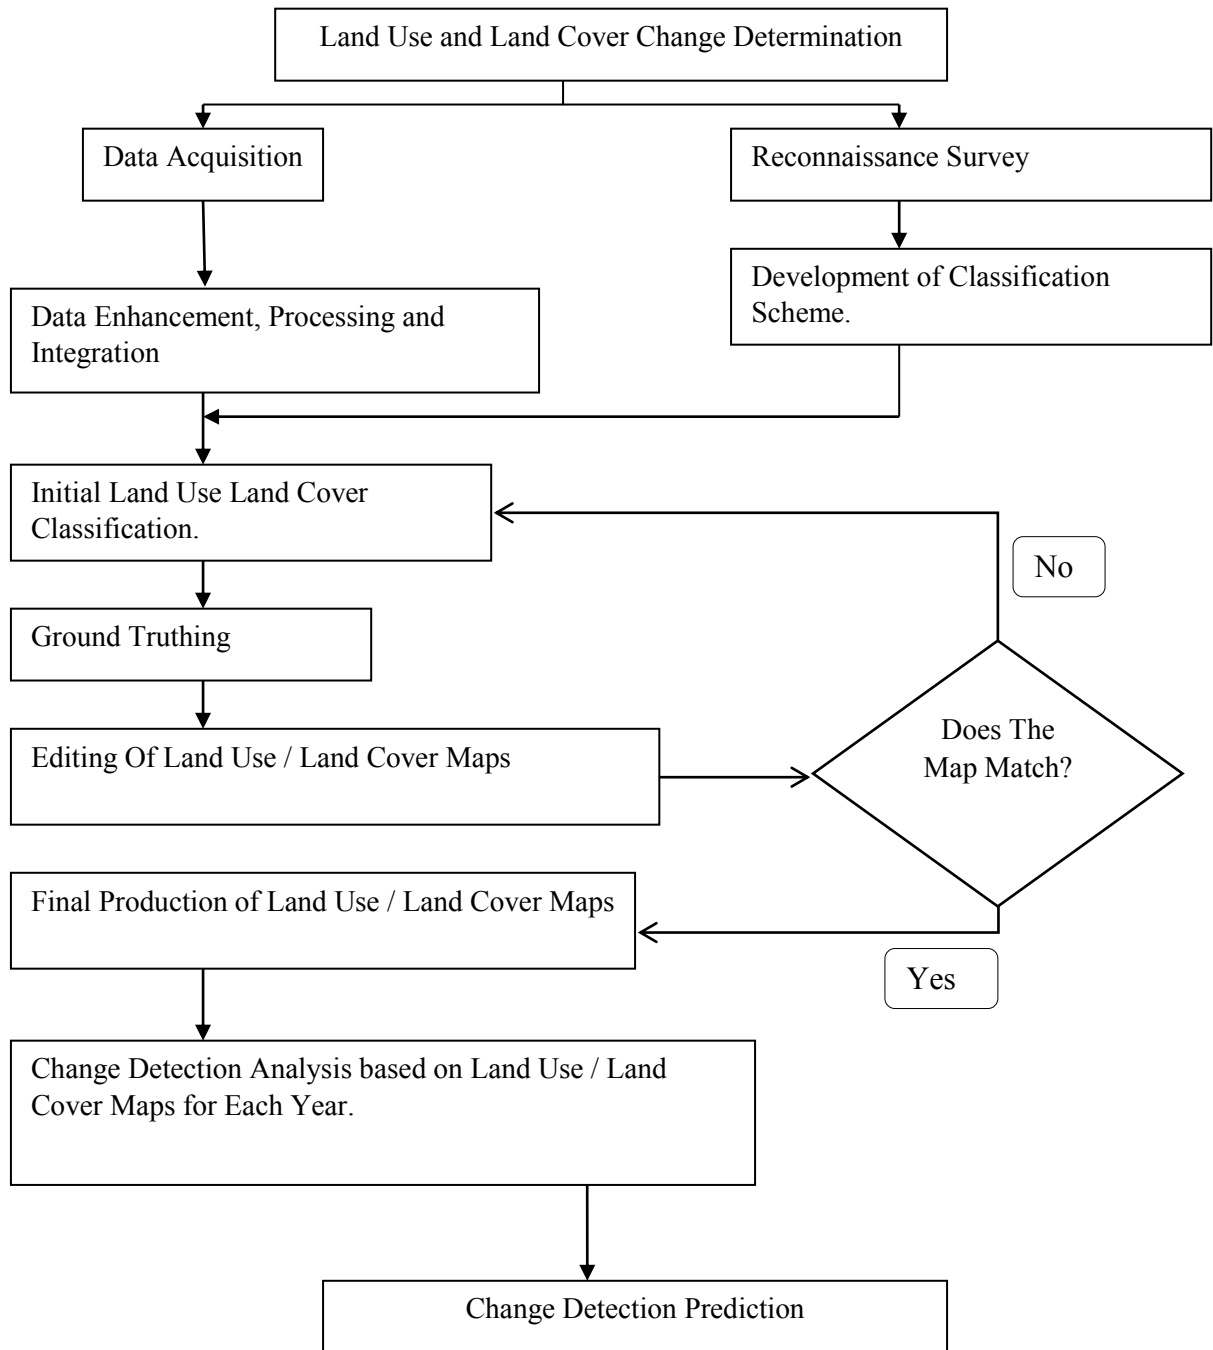 Land Use and Land Cover Change Determination
Data Acquisition
Reconnaissance Survey
Development of Classification
Scheme.
Data Enhancement, Processing and
Integration
Initial Land Use Land Cover
Classification.
No
Ground Truthing
Does The
Map Match?
Editing Of Land Use / Land Cover Maps
Final Production of Land Use / Land Cover Maps
Yes
Change Detection Analysis based on Land Use / Land
Cover Maps for Each Year.
Change Detection Prediction